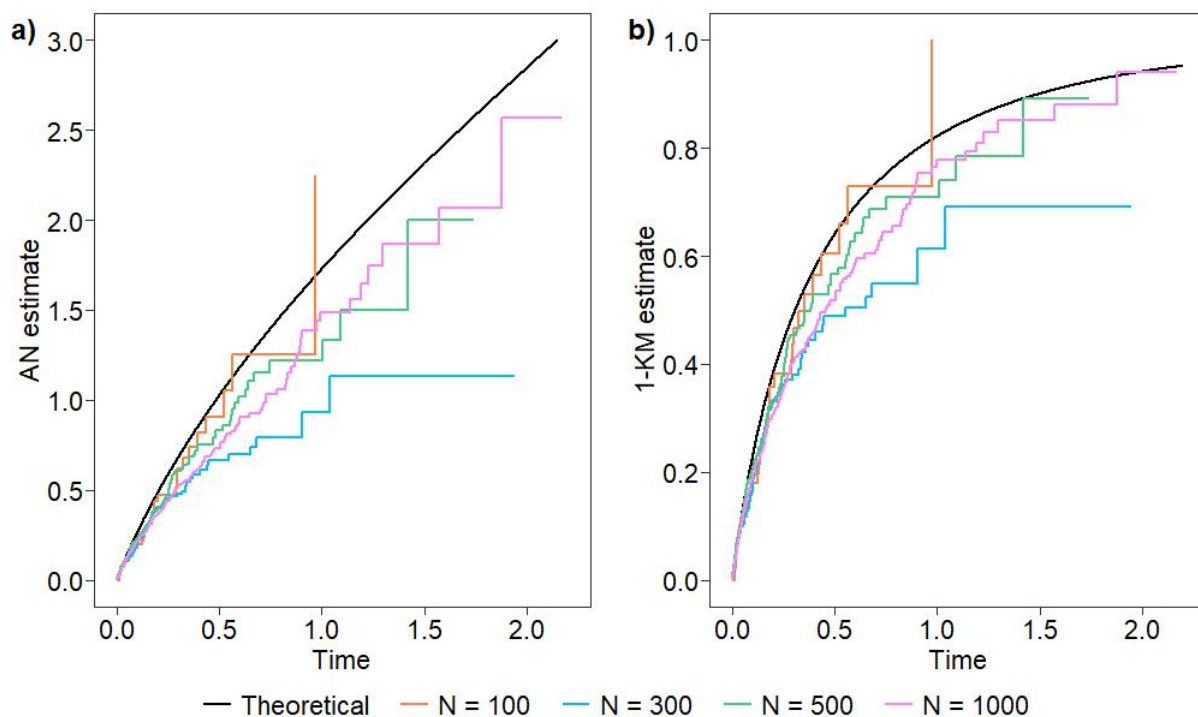 a)
3.0
2.5
2.0
1.5
1.0
0.5
0.0
AN estimate
0.0 0.5 1.0 1.5 2.0
Time
b)
1.0
0.8
0.6
0.4
0.2
0.0
1-KM estimate
0.0 0.5 1.0 1.5 2.0
Time
Theoretical N = 100 N = 300 N = 500 N = 1000